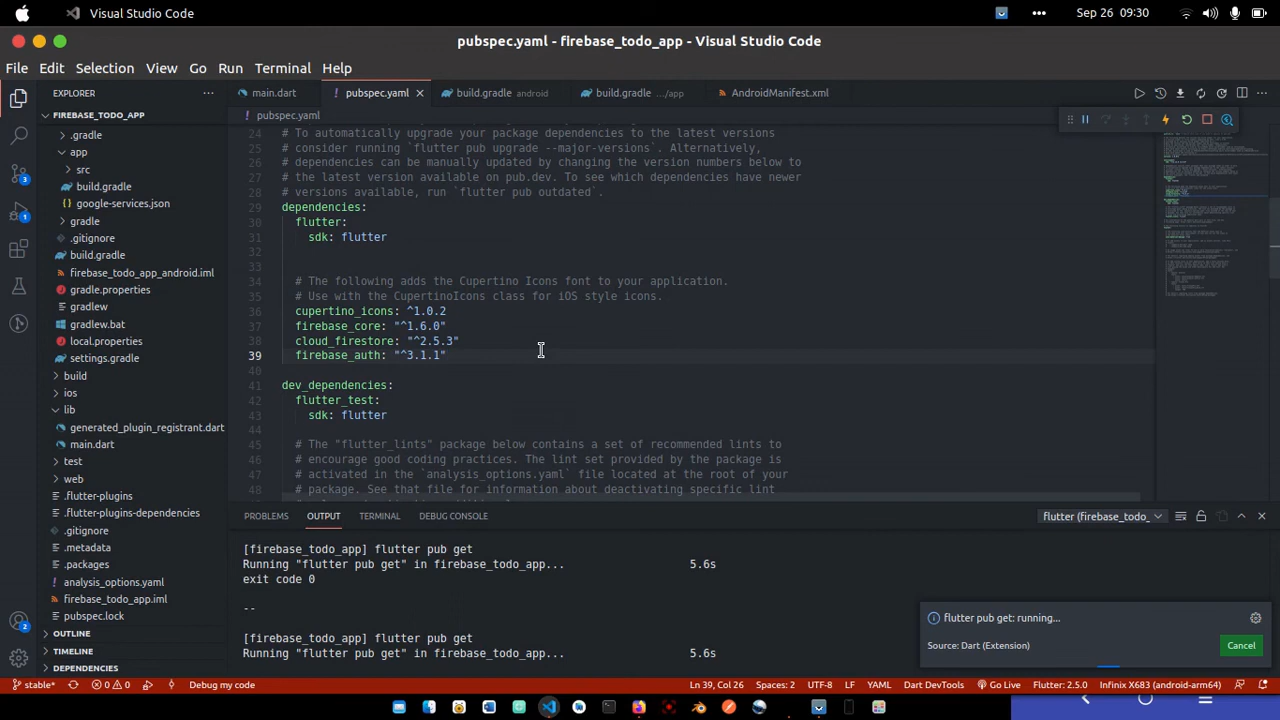 Visual Studio Code
Sep 26 09:30
pubspec.yaml - firebase_todo_app - Visual Studio Code
File Edit Selection View Go Run Terminal Help
EXPLORER
main.dart
! pubspec.yaml
build.gradle android
build.gradle .../app
AndroidManifest.xml
FIREBASE_TODO_APP
! pubspec.yaml
.gradle
app
src
build.gradle
google-services.json
gradle
.gitignore
build.gradle
firebase_todo_app_android.iml
gradle.properties
gradlew
gradlew.bat
local.properties
settings.gradle
build
ios
lib
generated_plugin_registrant.dart
main.dart
test
web
.flutter-plugins
.flutter-plugins-dependencies
.gitignore
.metadata
.packages
! analysis_options.yaml
firebase_todo_app.iml
pubspec.lock
OUTLINE
TIMELINE
DEPENDENCIES
3
1
2
24 # To automatically upgrade your package dependencies to the latest versions
25 # consider running `flutter pub upgrade --major-versions`. Alternatively,
26 # dependencies can be manually updated by changing the version numbers below to
27 # the latest version available on pub.dev. To see which dependencies have newer
28 # versions available, run `flutter pub outdated`.
29 dependencies:
30 flutter:
31 sdk: flutter
32
33
34 # The following adds the Cupertino Icons font to your application.
35 # Use with the CupertinoIcons class for iOS style icons.
36 cupertino_icons: ^1.0.2
37 firebase_core: "^1.6.0"
38 cloud_firestore: "^2.5.3"
39 firebase_auth: "^3.1.1"
40
41 dev_dependencies:
42 flutter_test:
43 sdk: flutter
44
45 # The "flutter_lints" package below contains a set of recommended lints to
46 # encourage good coding practices. The lint set provided by the package is
47 # activated in the `analysis_options.yaml` file located at the root of your
48 # package. See that file for information about deactivating specific lint
PROBLEMS OUTPUT TERMINAL DEBUG CONSOLE
flutter (firebase_todo_
[firebase_todo_app] flutter pub get
Running "flutter pub get" in firebase_todo_app... 5.6s
exit code 0
--
[firebase_todo_app] flutter pub get
Running "flutter pub get" in firebase_todo_app... 5.6s
flutter pub get: running...
Source: Dart (Extension)
Cancel
stable* 0 0 Debug my code
Ln 39, Col 26 Spaces: 2 UTF-8 LF YAML Dart DevTools Go Live Flutter: 2.5.0 Infinix X683 (android-arm64)